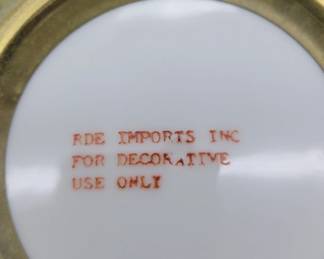 RDE IMPORTS INC
FOR DECORATIVE
USE ONLY